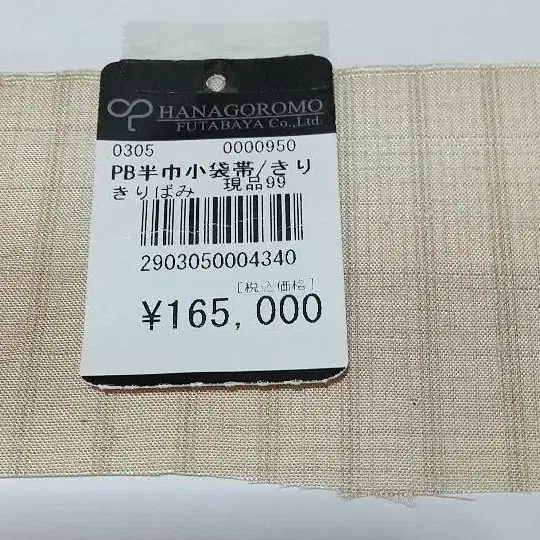 HANAGOROMO
FUTABAYA Co.,Ltd.
0305 0000950
PB半巾小袋帯/きり
きりばみ 現品99
2903050004340
[税込価格]
¥165,000